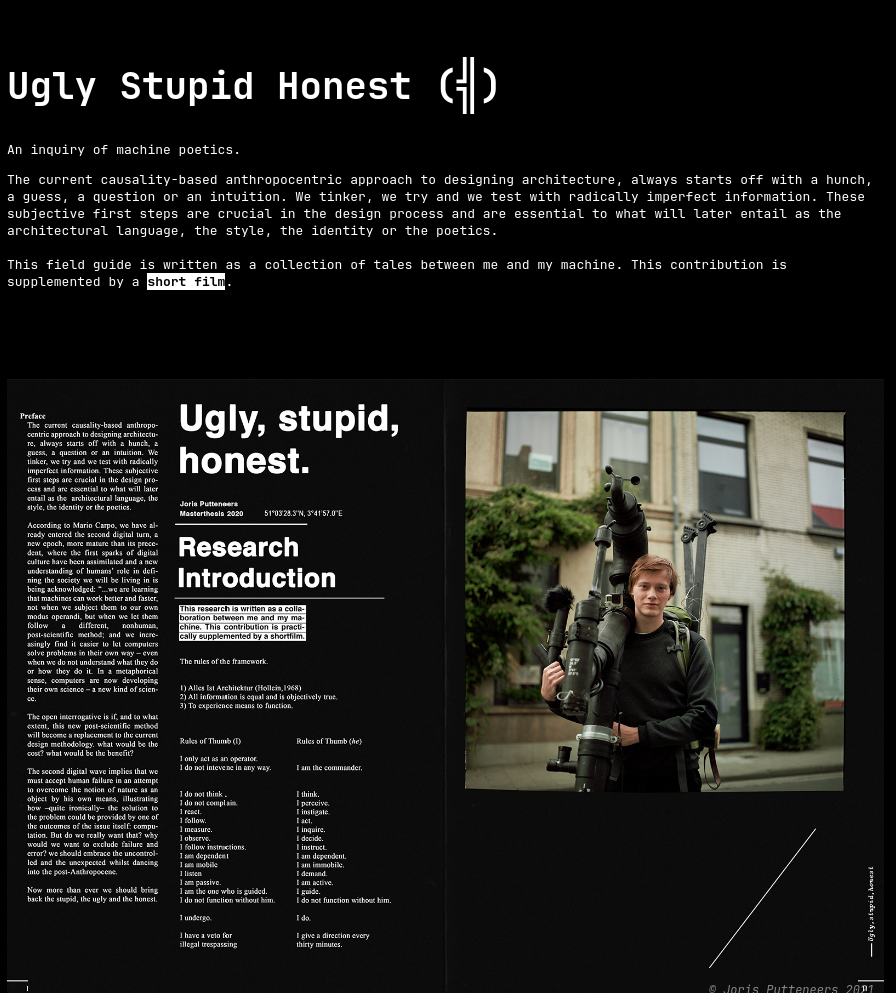 Ugly Stupid Honest (╣)
An inquiry of machine poetics.
The current causality-based anthropocentric approach to designing architecture, always starts off with a hunch,
a guess, a question or an intuition. We tinker, we try and we test with radically imperfect information. These
subjective first steps are crucial in the design process and are essential to what will later entail as the
architectural language, the style, the identity or the poetics.
This field guide is written as a collection of tales between me and my machine. This contribution is
supplemented by a short film.
Preface
The current causality-based anthropo-
centric approach to designing architectu-
re, always starts off with a hunch, a
guess, a question or an intuition. We
tinker, we try and we test with radically
imperfect information. These subjective
first steps are crucial in the design pro-
cess and are essential to what will later
entail as the architectural language, the
style, the identity or the poetics.
According to Mario Carpo, we have al-
ready entered the second digital turn, a
new epoch, more mature than its prece-
dent, where the first sparks of digital
culture have been assimilated and a new
understanding of humans' role in defi-
ning the society we will be living in is
being acknowledged: "...we are learning
that machines can work better and faster,
not when we subject them to our own
modus operandi, but when we let them
follow a different, nonhuman,
post-scientific method; and we incre-
asingly find it easier to let computers
solve problems in their own way – even
when we do not understand what they do
or how they do it. In a metaphorical
sense, computers are now developing
their own science – a new kind of scien-
ce.
The open interrogative is if, and to what
extent, this new post-scientific method
will become a replacement to the current
design methodology. what would be the
cost? what would be the benefit?
The second digital wave implies that we
must accept human failure in an attempt
to overcome the notion of nature as an
object by his own means, illustrating
how –quite ironically– the solution to
the problem could be provided by one of
the outcomes of the issue itself: compu-
tation. But do we really want that? why
would we want to exclude failure and
error? we should embrace the uncontrol-
led and the unexpected whilst dancing
into the post-Anthropocene.
Now more than ever we should bring
back the stupid, the ugly and the honest.
Ugly, stupid,
honest.
Joris Putteneers
Masterthesis 2020 51°03'28.3"N, 3°41'57.0"E
Research
Introduction
This research is written as a colla-
boration between me and my ma-
chine. This contribution is practi-
cally supplemented by a shortfilm.
The rules of the framework.
1) Alles Ist Architektur (Hollein,1968)
2) All information is equal and is objectively true.
3) To experience means to function.
Rules of Thumb (I) Rules of Thumb (he)
I only act as an operator.
I do not intevene in any way. I am the commander.
I do not think . I think.
I do not complain. I perceive.
I react. I instigate.
I follow. I act.
I measure. I inquire.
I observe. I decide.
I follow instructions. I instruct.
I am dependent I am dependent.
I am mobile I am immobile.
I listen I demand.
I am passive. I am active.
I am the one who is guided. I guide.
I do not function without him. I do not function without him.
I undergo. I do.
I have a veto for I give a direction every
illegal trespassing thirty minutes.
Ugly,stupid,honest
© Joris Putteneers 2021